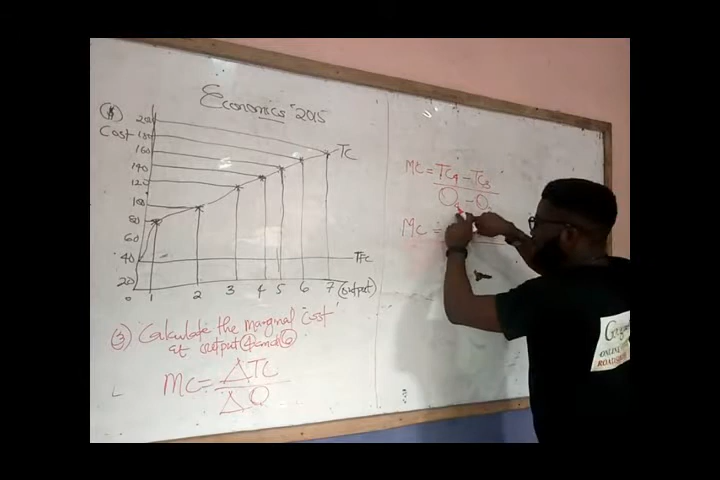 Economics 2015
Cost
200
180
160
140
120
100
80
60
40
20
0
1 2 3 4 5 6 7 (output)
TC
TFC
(3) Calculate the marginal cost
at output (4) and (6)
MC = ΔTC
ΔQ
MC = TC4 - TC3
Q4 - Q
MC =
ONLINE